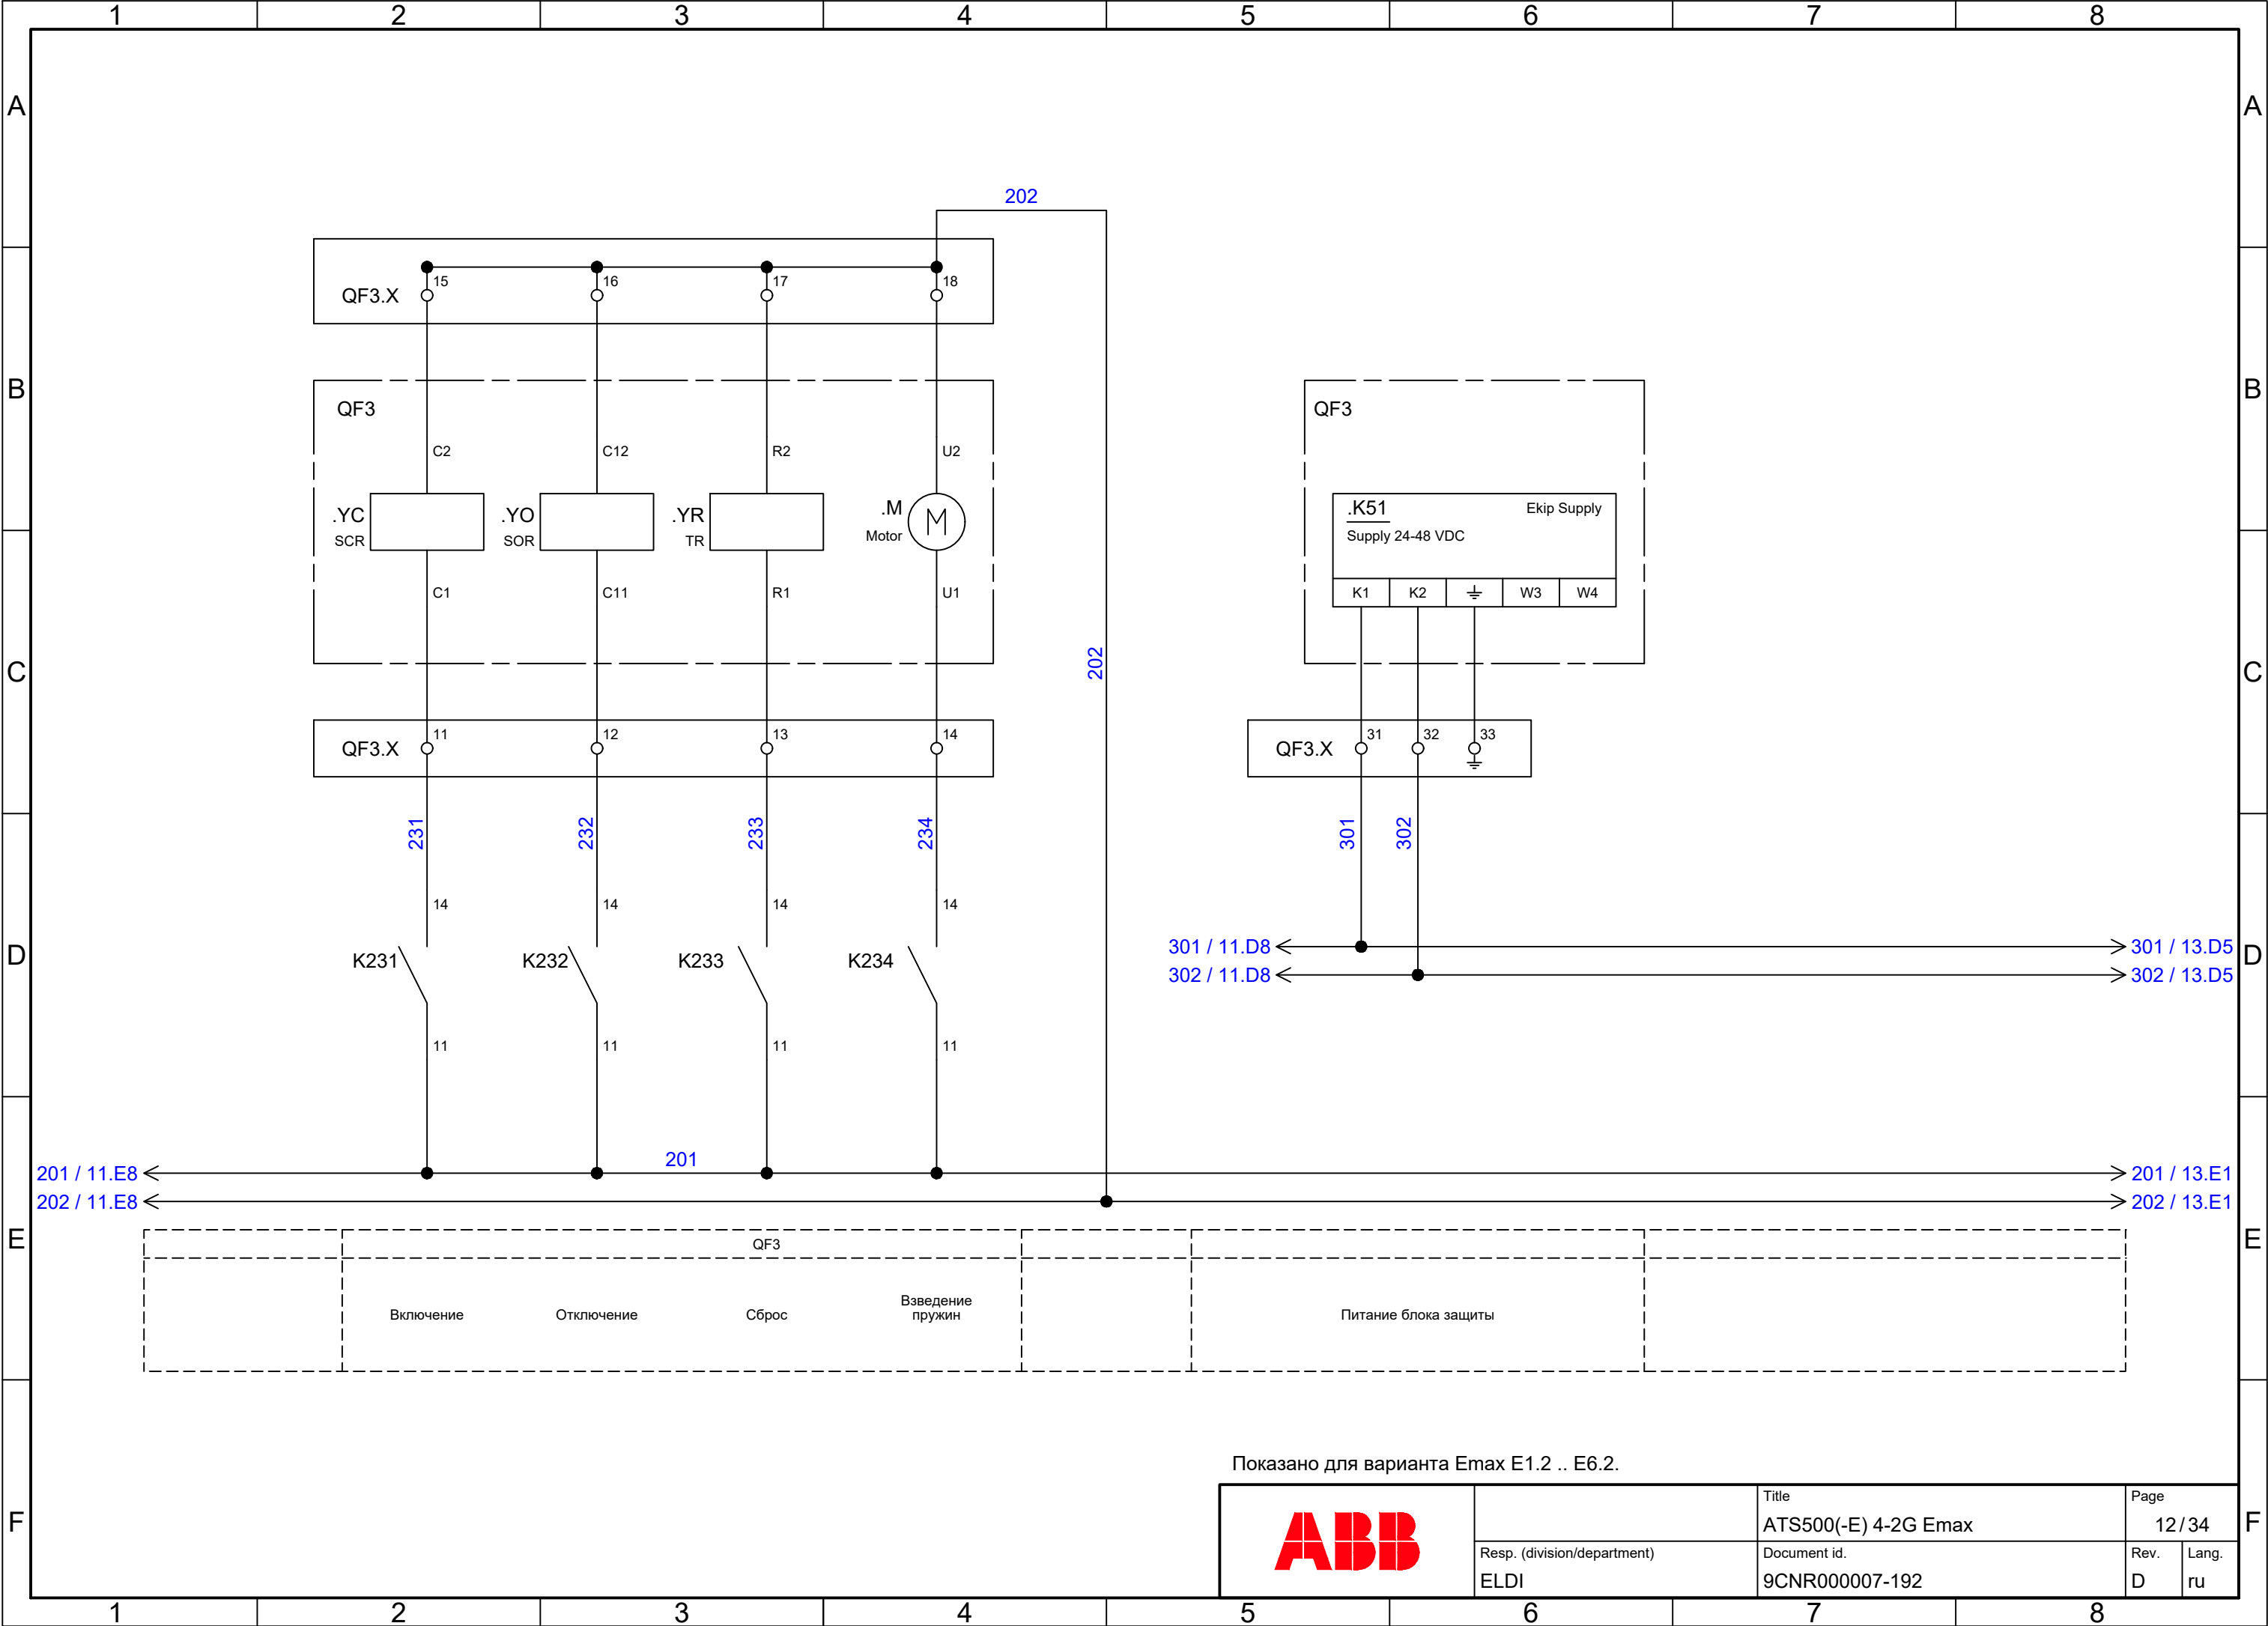 1 2 3 4 5 6 7 8
A A
202
15 16 17 18
QF3.X
B B
QF3 QF3
C2 C12 R2 U2
.YC .YO .YR .M M
SCR SOR TR Motor
.K51 Ekip Supply
Supply 24-48 VDC
C1 C11 R1 U1
K1 K2 W3 W4
202
C C
11 12 13 14
QF3.X
31 32 33
QF3.X
231 232 233 234
301 302
14 14 14 14
D D
K231 K232 K233 K234
301 / 11.D8 301 / 13.D5
302 / 11.D8 302 / 13.D5
11 11 11 11
201
201 / 11.E8 201 / 13.E1
202 / 11.E8 202 / 13.E1
E E
QF3
Включение Отключение Сброс Взведение
пружин
Питание блока защиты
Показано для варианта Emax E1.2 .. E6.2.
F F
ABB
Title
ATS500(-E) 4-2G Emax
Page
12 / 34
Resp. (division/department)
ELDI
Document id.
9CNR000007-192
Rev.
D
Lang.
ru
1 2 3 4 5 6 7 8